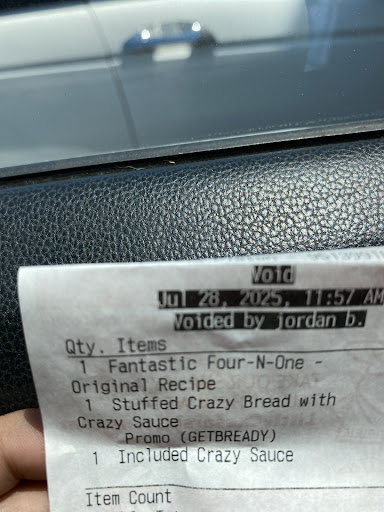 Void
Jul 28, 2025, 11:57 AM
Voided by jordan b.
Qty. Items
1 Fantastic Four-N-One -
Original Recipe
1 Stuffed Crazy Bread with
Crazy Sauce
Promo (GETBREADY)
1 Included Crazy Sauce
Item Count